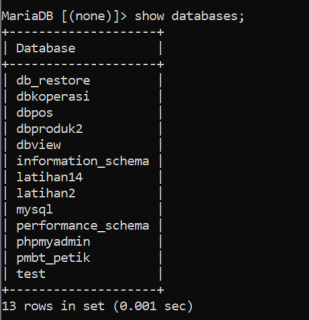 MariaDB [(none)]> show databases;
+--------------------+
| Database           |
+--------------------+
| db_restore         |
| dbkoperasi         |
| dbpos              |
| dbproduk2          |
| dbview             |
| information_schema |
| latihan14          |
| latihan2           |
| mysql              |
| performance_schema |
| phpmyadmin         |
| pmbt_petik         |
| test               |
+--------------------+
13 rows in set (0.001 sec)